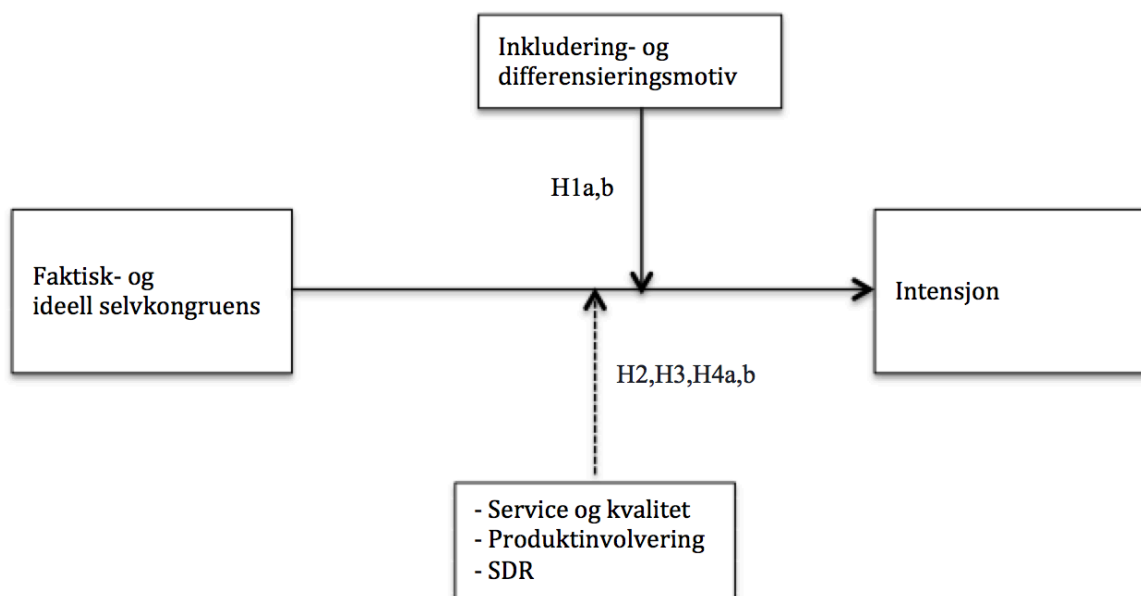 Inkludering- og
differensieringsmotiv
H1a,b
Faktisk- og
ideell selvkongruens
Intensjon
H2,H3,H4a,b
- Service og kvalitet
- Produktinvolvering
- SDR